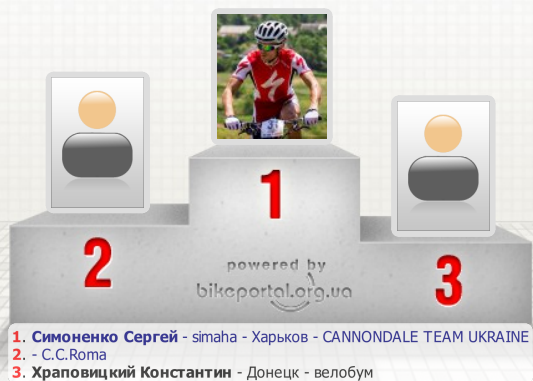 1
2
3
powered by
bikeportal.org.ua
1. Симоненко Сергей - simaha - Харьков - CANNONDALE TEAM UKRAINE
2. - C.C.Roma
3. Храповицкий Константин - Донецк - велобум